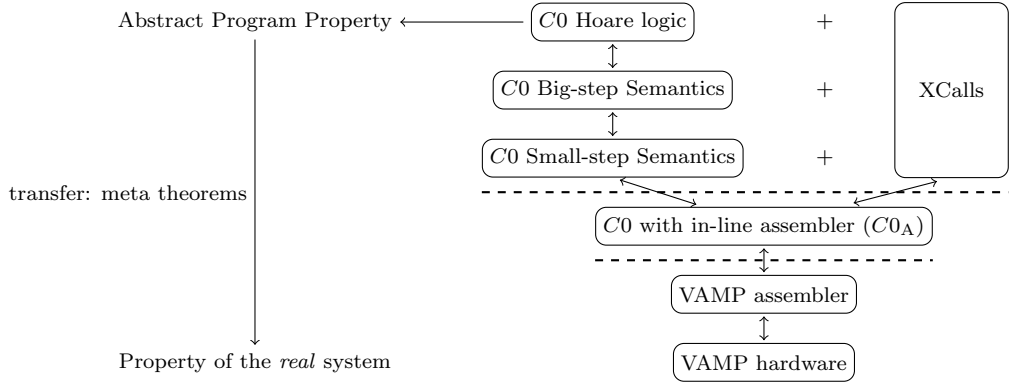 Abstract Program Property
C0 Hoare logic
+
C0 Big-step Semantics
+
XCalls
C0 Small-step Semantics
+
transfer: meta theorems
C0 with in-line assembler (C0A)
VAMP assembler
Property of the real system
VAMP hardware